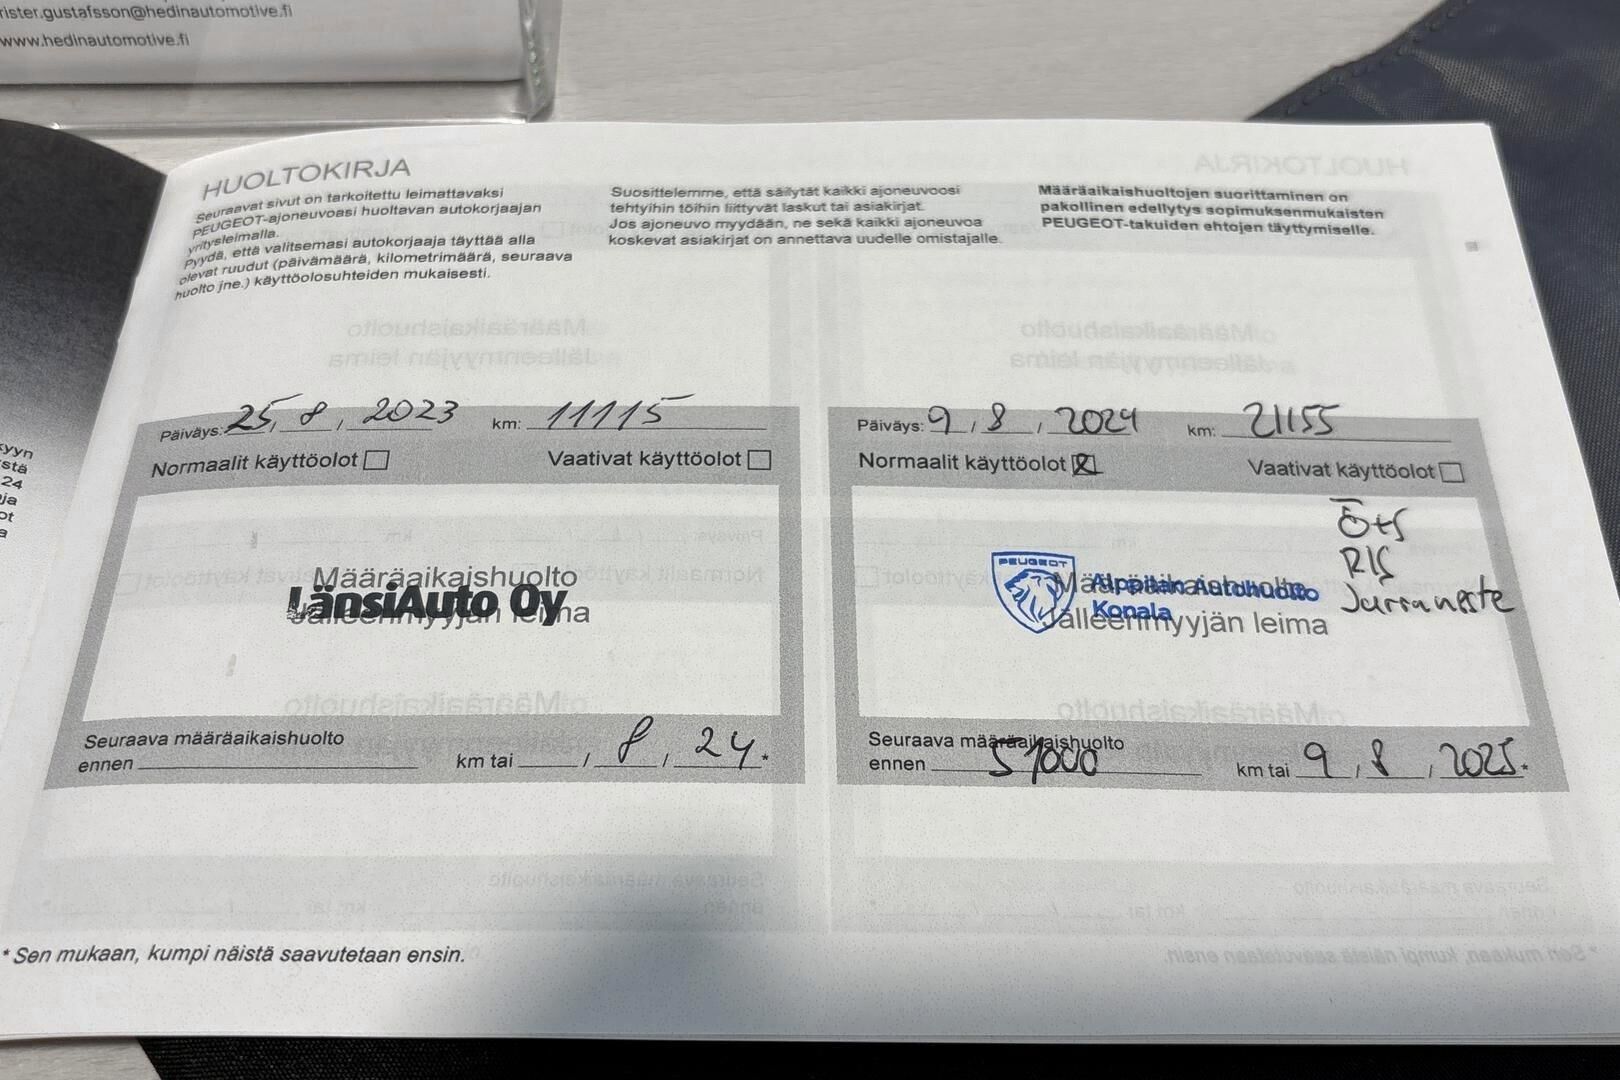 rister.gustafsson@hedinautomotive.fi
www.hedinautomotive.fi
HUOLTOKIRJA
Seuraavat sivut on tarkoitettu leimattavaksi
PEUGEOT-ajoneuvoasi huoltavan autokorjaajan
yritysleimalla.
Pyydä, että valitsemasi autokorjaaja täyttää alla
olevat ruudut (päivämäärä, kilometrimäärä, seuraava
huolto jne.) käyttöolosuhteiden mukaisesti.
Suosittelemme, että säilytät kaikki ajoneuvoosi
tehtyihin töihin liittyvät laskut tai asiakirjat.
Jos ajoneuvo myydään, ne sekä kaikki ajoneuvoa
koskevat asiakirjat on annettava uudelle omistajalle.
Määräaikaishuoltojen suorittaminen on
pakollinen edellytys sopimuksenmukaisten
PEUGEOT-takuiden ehtojen täyttymiselle.
Päiväys: 25, 8, 2023 km: 11115
Normaalit käyttöolot Vaativat käyttöolot
Määräaikaishuolto
LänsiAuto Oy
Jälleenmyyjän leima
Seuraava määräaikaishuolto
ennen km tai / 8, 24.*
Päiväys: 9, 8, 2024 km: 21155
Normaalit käyttöolot Vaativat käyttöolot
PEUGEOT
Määräaikaishuolto
Autohuolto
Konala
Jälleenmyyjän leima
Jarruneste
Seuraava määräaikaishuolto
ennen 51000 km tai 9, 8, 2025.*
* Sen mukaan, kumpi näistä saavutetaan ensin.
yyn
stä
24
ja
ot
a